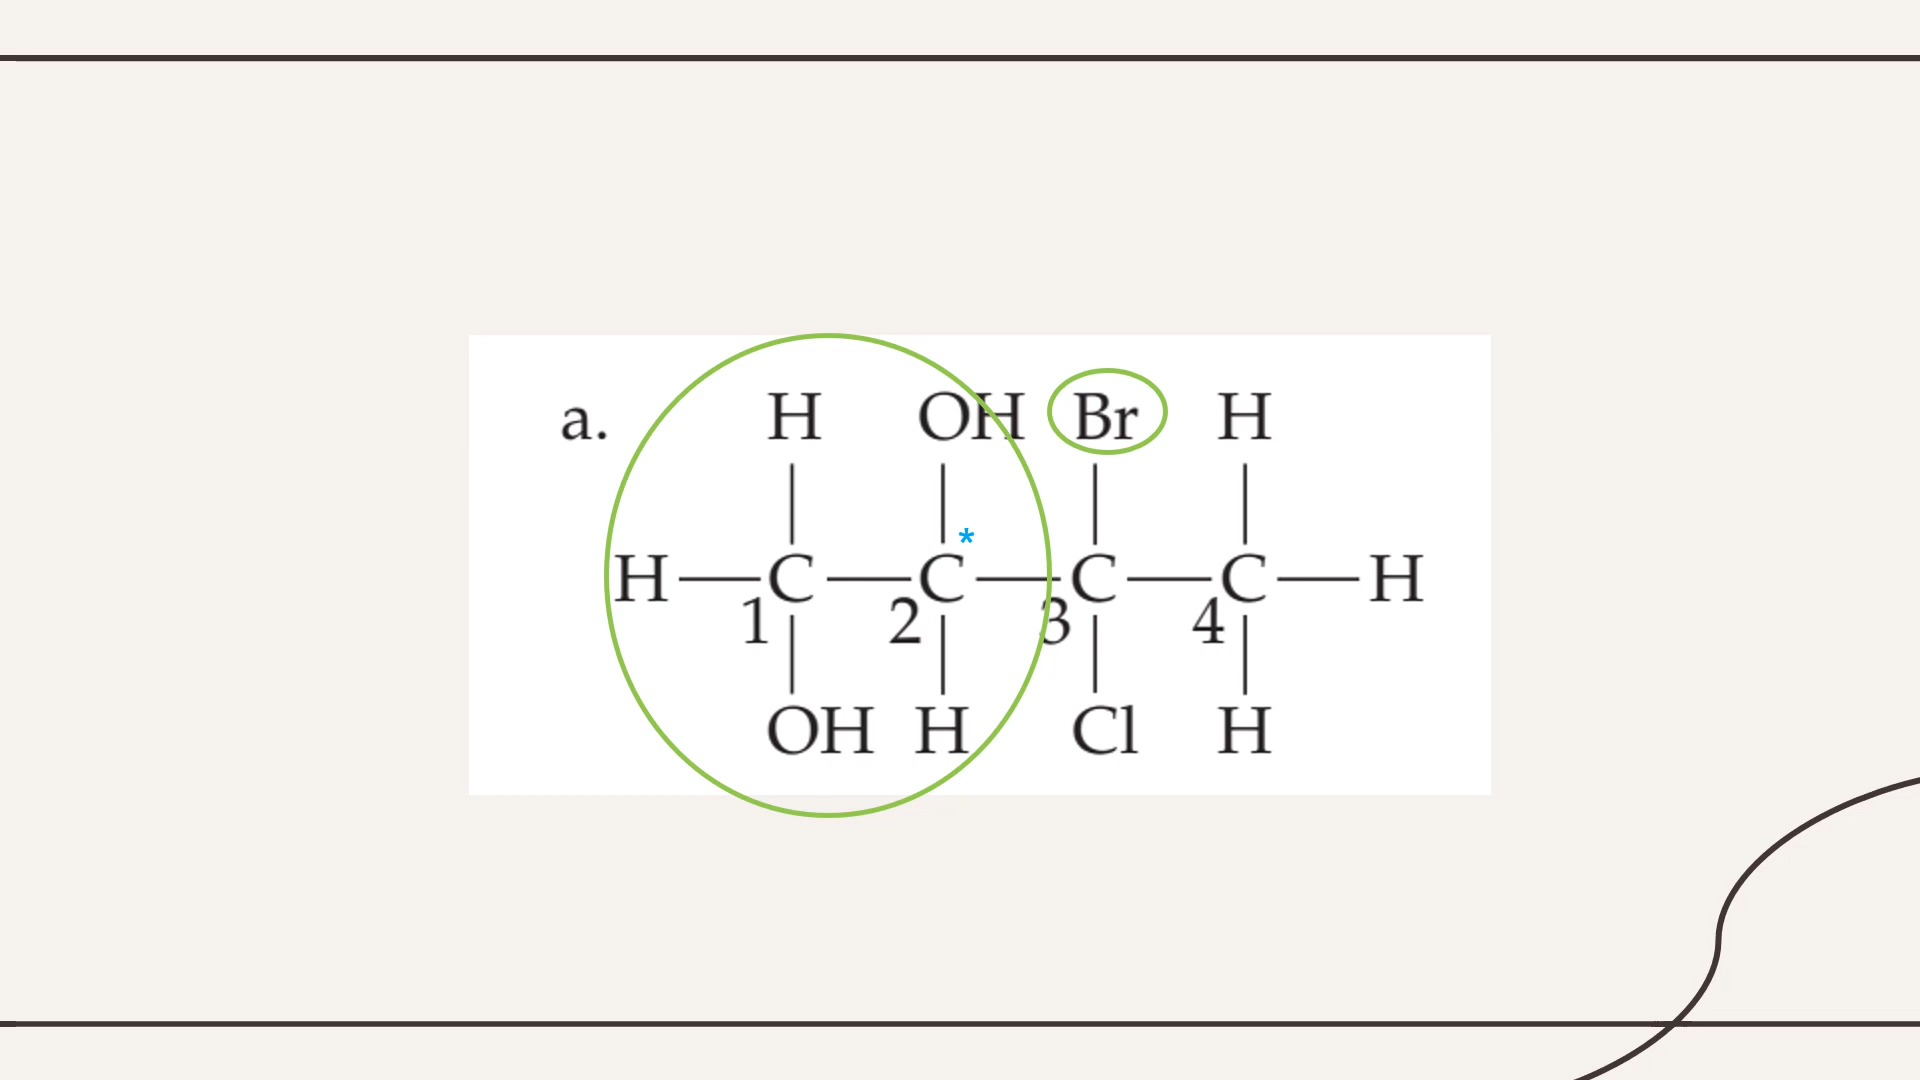 a. H OH Br H
*
H C C C C H
1 2 3 4
OH H Cl H